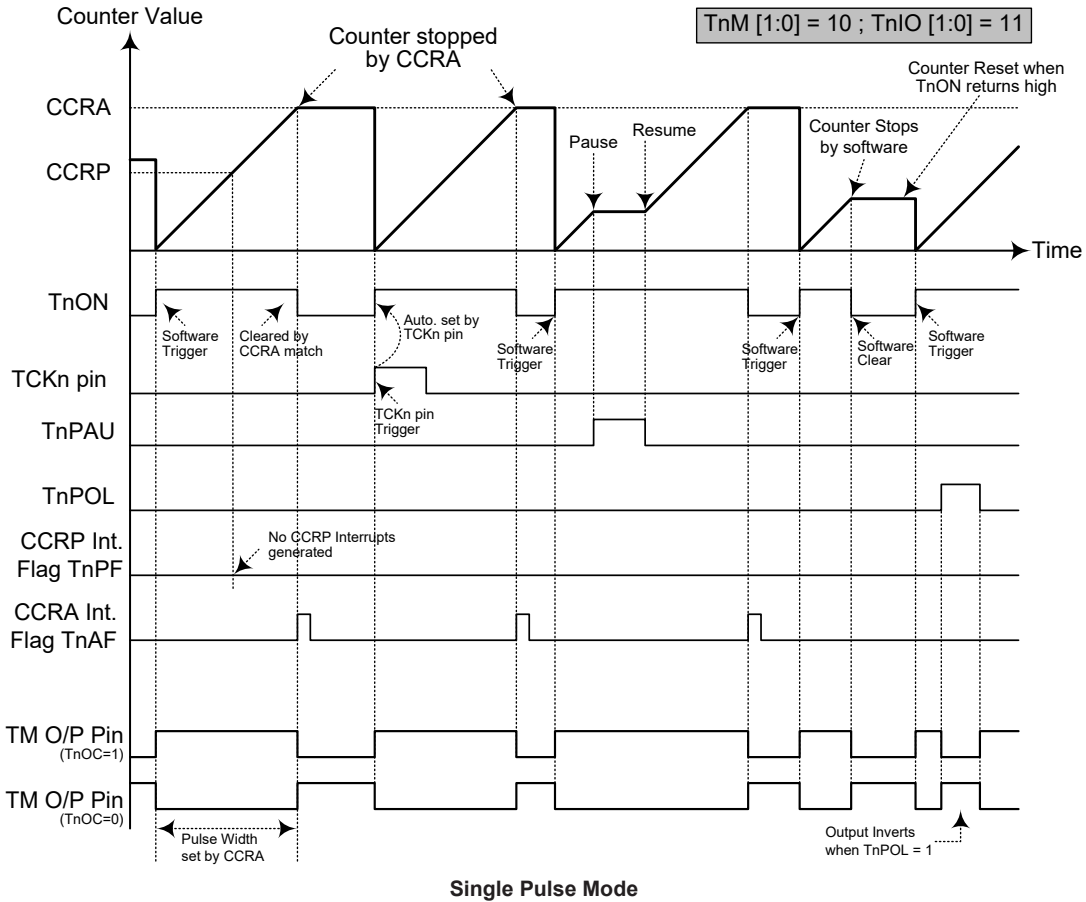 Counter Value
TnM [1:0] = 10 ; TnIO [1:0] = 11
Counter stopped
by CCRA
Counter Reset when
TnON returns high
CCRA
Pause
Resume
Counter Stops
by software
CCRP
Time
TnON
Software
Trigger
Cleared by
CCRA match
Auto. set by
TCKn pin
Software
Trigger
Software
Trigger
Software
Clear
Software
Trigger
TCKn pin
TCKn pin
Trigger
TnPAU
TnPOL
CCRP Int.
Flag TnPF
No CCRP Interrupts
generated
CCRA Int.
Flag TnAF
TM O/P Pin
(TnOC=1)
TM O/P Pin
(TnOC=0)
Pulse Width
set by CCRA
Output Inverts
when TnPOL = 1
Single Pulse Mode